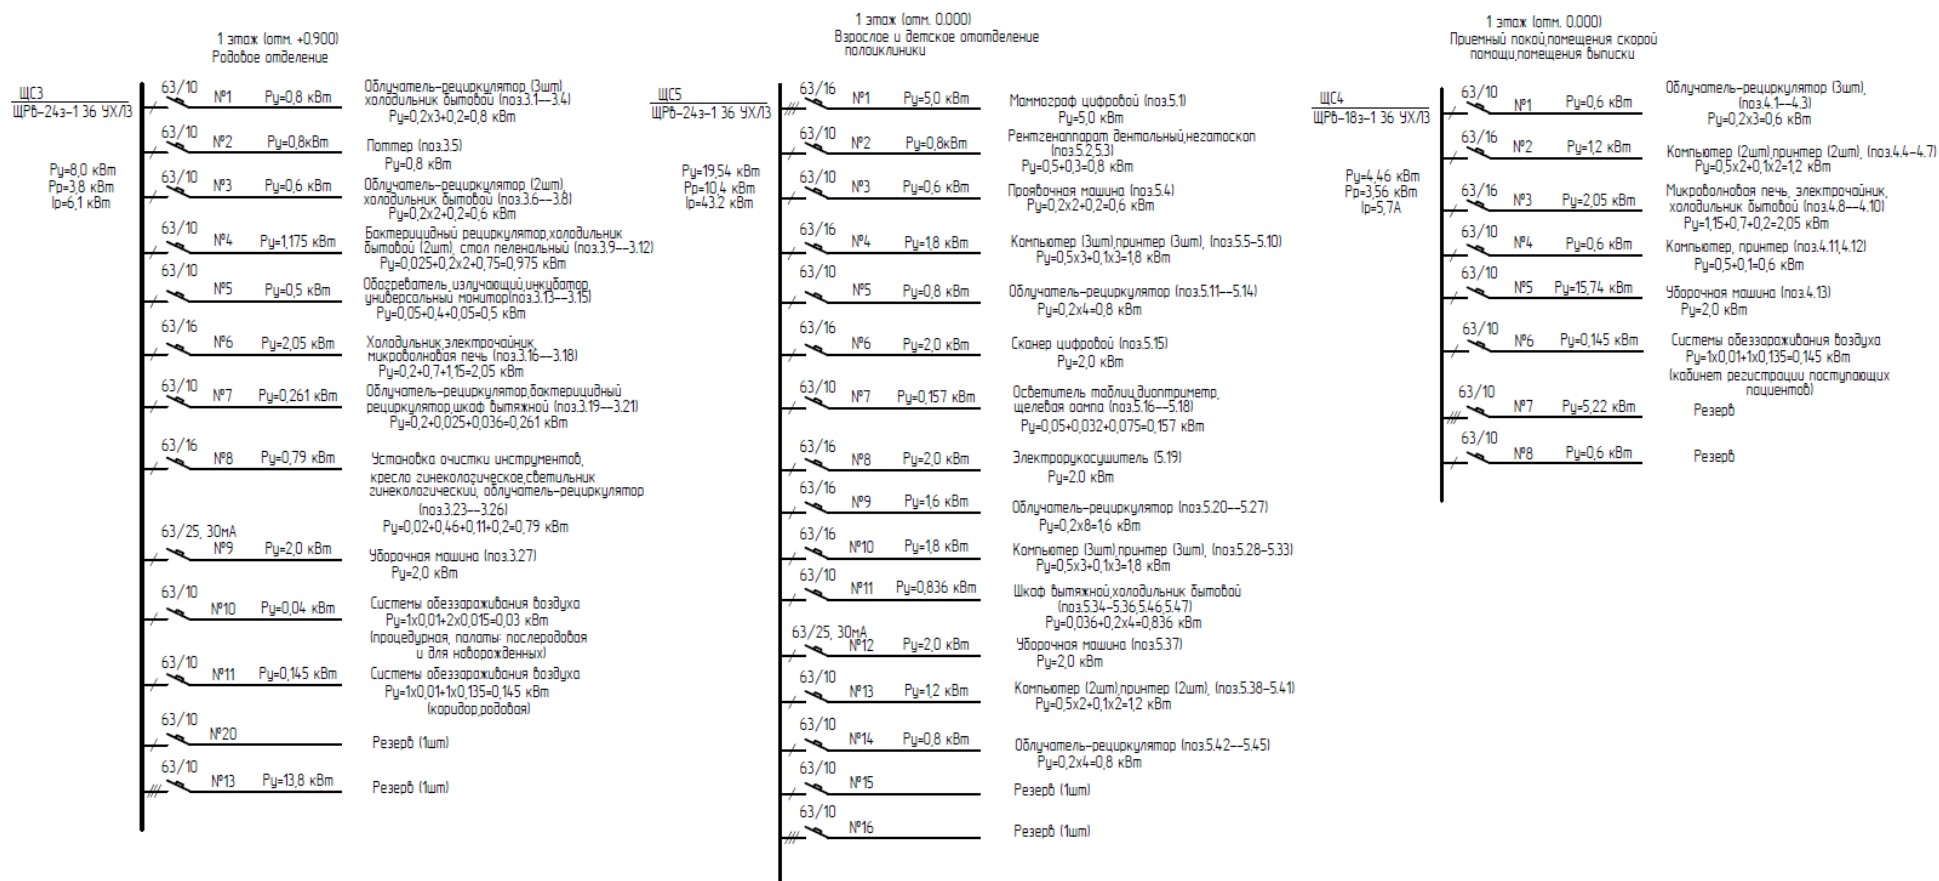 1 этаж (отм. +0.900)
Родовое отделение
ЩС3
ЩРв-24з-1 36 УХЛ3
Ру=8,0 кВт
Рр=3,8 кВт
Iр=6,1 кВт
63/10 №1 Ру=0,8 кВт
Облучатель-рециркулятор (3шт)
холодильник бытовой (поз.3.1--3.4)
Ру=0,2х3+0,2=0,8 кВт
63/10 №2 Ру=0,8кВт
Поттер (поз.3.5)
Ру=0,8 кВт
63/10 №3 Ру=0,6 кВт
Облучатель-рециркулятор (2шт)
холодильник бытовой (поз.3.6--3.8)
Ру=0,2х2+0,2=0,6 кВт
63/10 №4 Ру=1,175 кВт
Бактерицидный рециркулятор,холодильник
бытовой (2шт), стол пеленальный (поз.3.9--3.12)
Ру=0,025+0,2х2+0,75=0,975 кВт
63/10 №5 Ру=0,5 кВт
Обогреватель,излучающий,инкубатор
универсальный монитор(поз.3.13--3.15)
Ру=0,05+0,4+0,05=0,5 кВт
63/16 №6 Ру=2,05 кВт
Холодильник,электрочайник,
микроволновая печь (поз.3.16--3.18)
Ру=0,2+0,7+1,15=2,05 кВт
63/10 №7 Ру=0,261 кВт
Облучатель-рециркулятор,бактерицидный
рециркулятор,шкаф вытяжной (поз.3.19--3.21)
Ру=0,2+0,025+0,036=0,261 кВт
63/16 №8 Ру=0,79 кВт
Установка очистки инструментов,
кресло гинекологическое,светильник
гинекологический, облучатель-рециркулятор
(поз.3.23--3.26)
Ру=0,02+0,46+0,11+0,2=0,79 кВт
63/25, 30мА
№9 Ру=2,0 кВт
Уборочная машина (поз.3.27)
Ру=2,0 кВт
63/10 №10 Ру=0,04 кВт
Системы обеззараживания воздуха
Ру=1х0,01+2х0,015=0,03 кВт
(процедурная, палаты: послеродовая
и для новорожденных)
63/10 №11 Ру=0,145 кВт
Системы обеззараживания воздуха
Ру=1х0,01+1х0,135=0,145 кВт
(коридор,родовая)
63/10 №20
Резерв (1шт)
63/10 №13 Ру=13,8 кВт
Резерв (1шт)
1 этаж (отм. 0.000)
Взрослое и детское омотделение
полоиклиники
ЩС5
ЩРв-24з-1 36 УХЛ3
Ру=19,54 кВт
Рр=10,4 кВт
Iр=43.2 кВт
63/16 №1 Ру=5,0 кВт
Маммограф цифровой (поз.5.1)
Ру=5,0 кВт
63/10 №2 Ру=0,8кВт
Рентгенаппарат дентальный,негатоскоп
(поз.5.2,5.3)
Ру=0,5+0,3=0,8 кВт
63/10 №3 Ру=0,6 кВт
Проявочная машина (поз.5.4)
Ру=0,2х2+0,2=0,6 кВт
63/16 №4 Ру=1,8 кВт
Компьютер (3шт),принтер (3шт), (поз.5.5-5.10)
Ру=0,5х3+0,1х3=1,8 кВт
63/10 №5 Ру=0,8 кВт
Облучатель-рециркулятор (поз.5.11--5.14)
Ру=0,2х4=0,8 кВт
63/16 №6 Ру=2,0 кВт
Сканер цифровой (поз.5.15)
Ру=2,0 кВт
63/10 №7 Ру=0,157 кВт
Осветитель таблиц,диоптриметр,
щелевая оампа (поз.5.16--5.18)
Ру=0,05+0,032+0,075=0,157 кВт
63/16 №8 Ру=2,0 кВт
Электрорукосушитель (5.19)
Ру=2.0 кВт
63/16 №9 Ру=1,6 кВт
Облучатель-рециркулятор (поз.5.20--5.27)
Ру=0,2х8=1,6 кВт
63/16 №10 Ру=1,8 кВт
Компьютер (3шт),принтер (3шт), (поз.5.28-5.33)
Ру=0,5х3+0,1х3=1,8 кВт
63/10 №11 Ру=0,836 кВт
Шкаф вытяжной,холодильник бытовой
(поз.5.34-5.36,5.46,5.47)
Ру=0,036+0,2х4=0,836 кВт
63/25, 30мА
№12 Ру=2,0 кВт
Уборочная машина (поз.5.37)
Ру=2,0 кВт
63/10 №13 Ру=1,2 кВт
Компьютер (2шт),принтер (2шт), (поз.5.38-5.41)
Ру=0,5х2+0,1х2=1,2 кВт
63/10 №14 Ру=0,8 кВт
Облучатель-рециркулятор (поз.5.42--5.45)
Ру=0,2х4=0,8 кВт
63/10 №15
Резерв (1шт)
63/10 №16
Резерв (1шт)
1 этаж (отм. 0.000)
Приемный покой,помещения скорой
помощи,помещения выписки
ЩС4
ЩРв-18з-1 36 УХЛ3
Ру=4,46 кВт
Рр=3,56 кВт
Iр=5,7А
63/10 №1 Ру=0,6 кВт
Облучатель-рециркулятор (3шт),
(поз.4.1--4.3)
Ру=0,2х3=0,6 кВт
63/16 №2 Ру=1,2 кВт
Компьютер (2шт),принтер (2шт), (поз.4.4-4.7)
Ру=0,5х2+0,1х2=1,2 кВт
63/16 №3 Ру=2,05 кВт
Микроволновая печь, электрочайник,
холодильник бытовой (поз.4.8--4.10)
Ру=1,15+0,7+0,2=2,05 кВт
63/10 №4 Ру=0,6 кВт
Компьютер, принтер (поз.4.11,4.12)
Ру=0,5+0,1=0,6 кВт
63/10 №5 Ру=15,74 кВт
Уборочная машина (поз.4.13)
Ру=2,0 кВт
63/10 №6 Ру=0,145 кВт
Системы обеззараживания воздуха
Ру=1х0,01+1х0,135=0,145 кВт
(кабинет регистрации поступающих
пациентов)
63/10 №7 Ру=5,22 кВт
Резерв
63/10 №8 Ру=0,6 кВт
Резерв